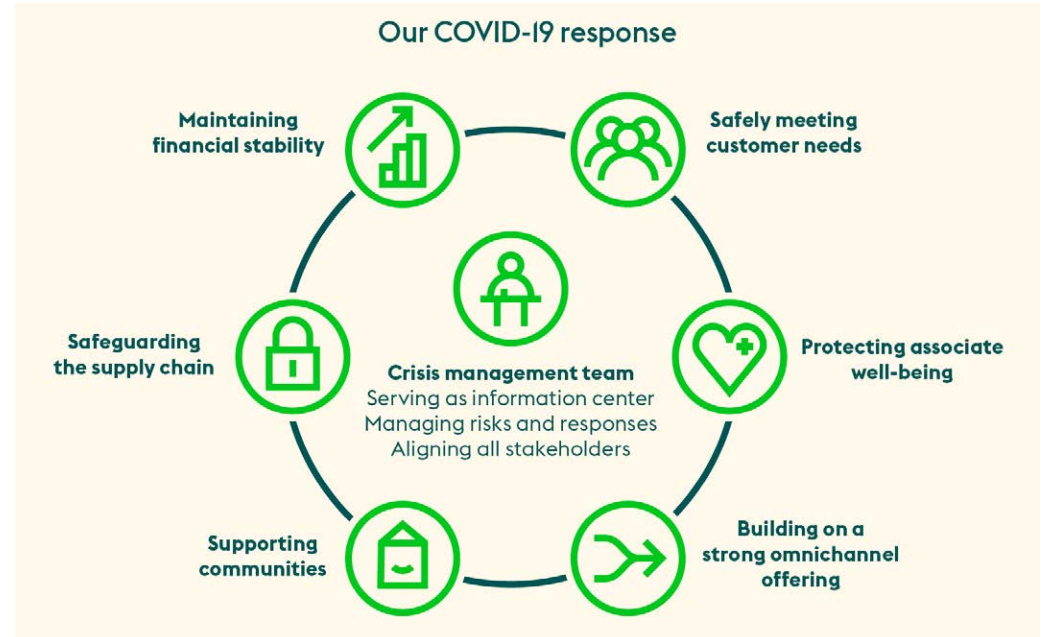 Our COVID-19 response
Maintaining
financial stability
Safely meeting
customer needs
Safeguarding
the supply chain
Crisis management team
Serving as information center
Managing risks and responses
Aligning all stakeholders
Protecting associate
well-being
Supporting
communities
Building on a
strong omnichannel
offering